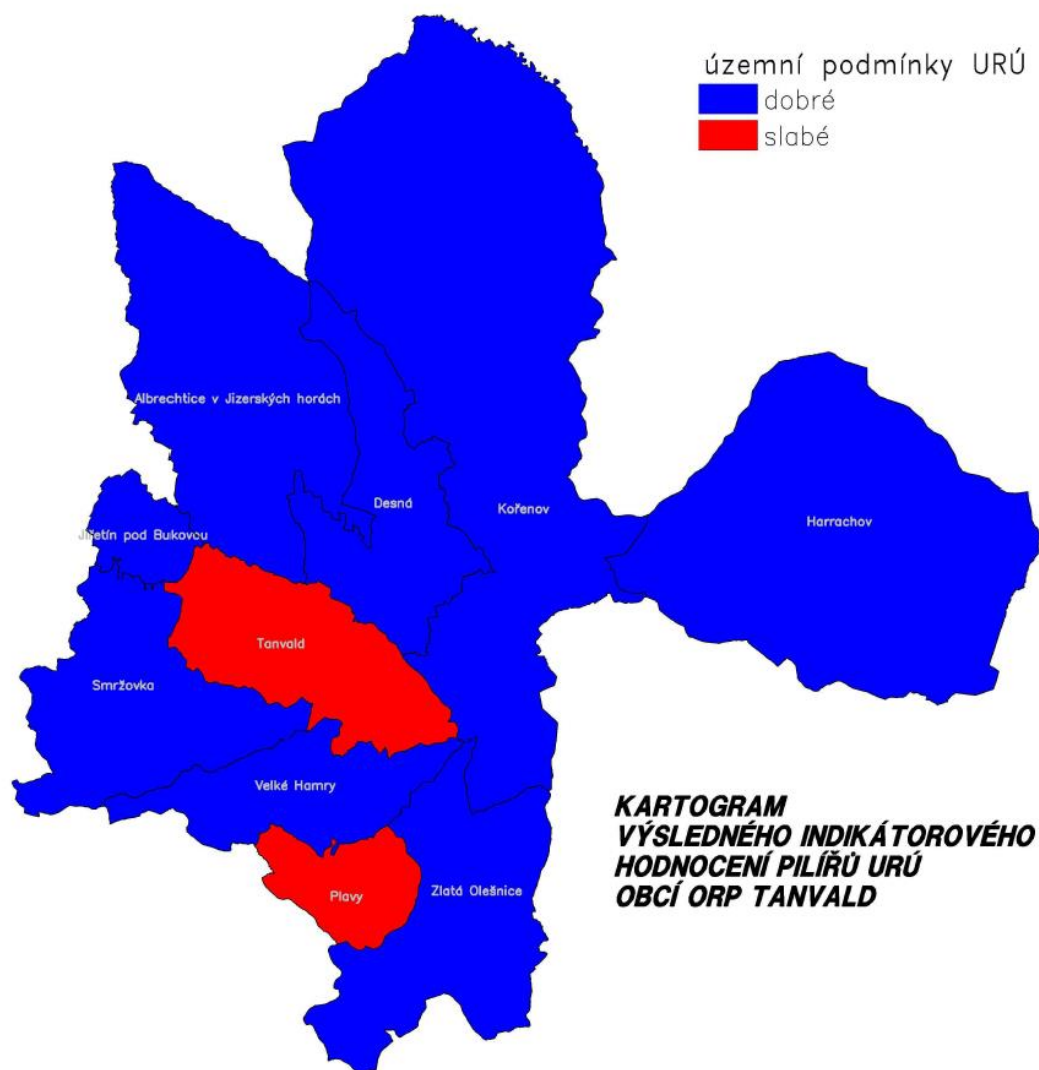 územní podmínky URÚ
dobré
slabé
Albrechtice v Jizerských horách
Desná
Kořenov
Harrachov
Jiřetín pod Bukovou
Tanvald
Smržovka
Velké Hamry
Plavy
Zlatá Olešnice
KARTOGRAM
VÝSLEDNÉHO INDIKÁTOROVÉHO
HODNOCENÍ PILÍŘŮ URÚ
OBCÍ ORP TANVALD